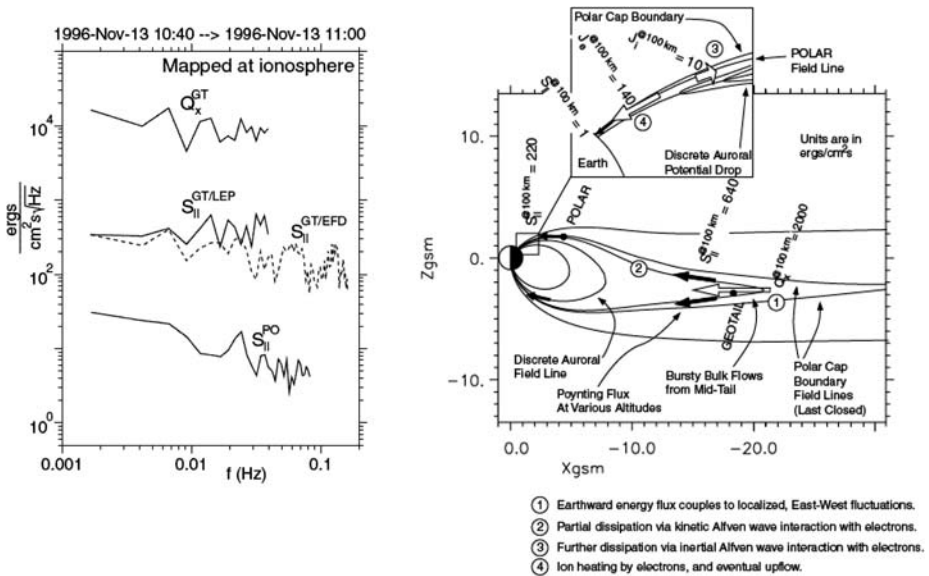 1996-Nov-13 10:40 --> 1996-Nov-13 11:00
Mapped at ionosphere
Q_x^GT
10^4
S_||^GT/LEP
S_||^GT/EFD
ergs
cm^2s√Hz
10^2
S_||^PO
10^0
0.001
0.01
0.1
f (Hz)
Polar Cap Boundary
J_i^@100 km = 10
J_e^@100 km = 140
S_||^@100 km = 1
3
4
POLAR
Field Line
Earth
Discrete Auroral
Potential Drop
Units are in
ergs/cm^2s
10.
0.
-10.
Zgsm
S_||^@100 km = 220
POLAR
S_||^@100 km = 640
Q_x^@100 km = 2000
2
1
GEOTAIL
Discrete Auroral
Field Line
Poynting Flux
At Various Altitudes
Bursty Bulk Flows
from Mid-Tail
Polar Cap
Boundary
Field Lines
(Last Closed)
0.0
-10.0
-20.0
Xgsm
1 Earthward energy flux couples to localized, East-West fluctuations.
2 Partial dissipation via kinetic Alfven wave interaction with electrons.
3 Further dissipation via inertial Alfven wave interaction with electrons.
4 Ion heating by electrons, and eventual upflow.